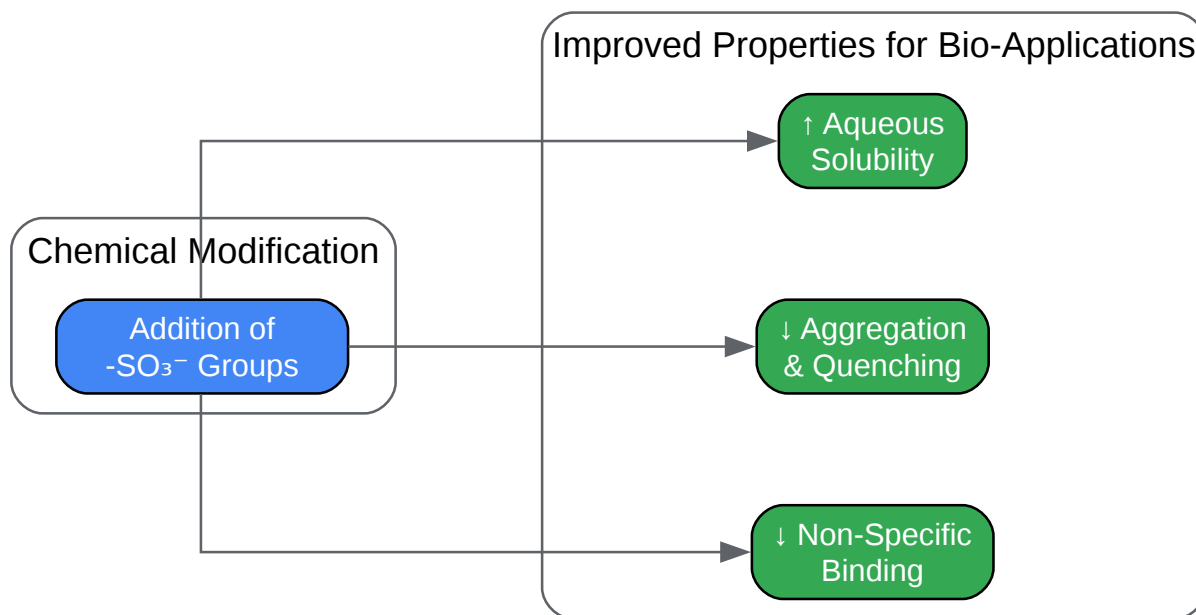 Improved Properties for Bio-Applications
↑ Aqueous
Solubility
Chemical Modification
Addition of
-SO₃⁻ Groups
↓ Aggregation
& Quenching
↓ Non-Specific
Binding